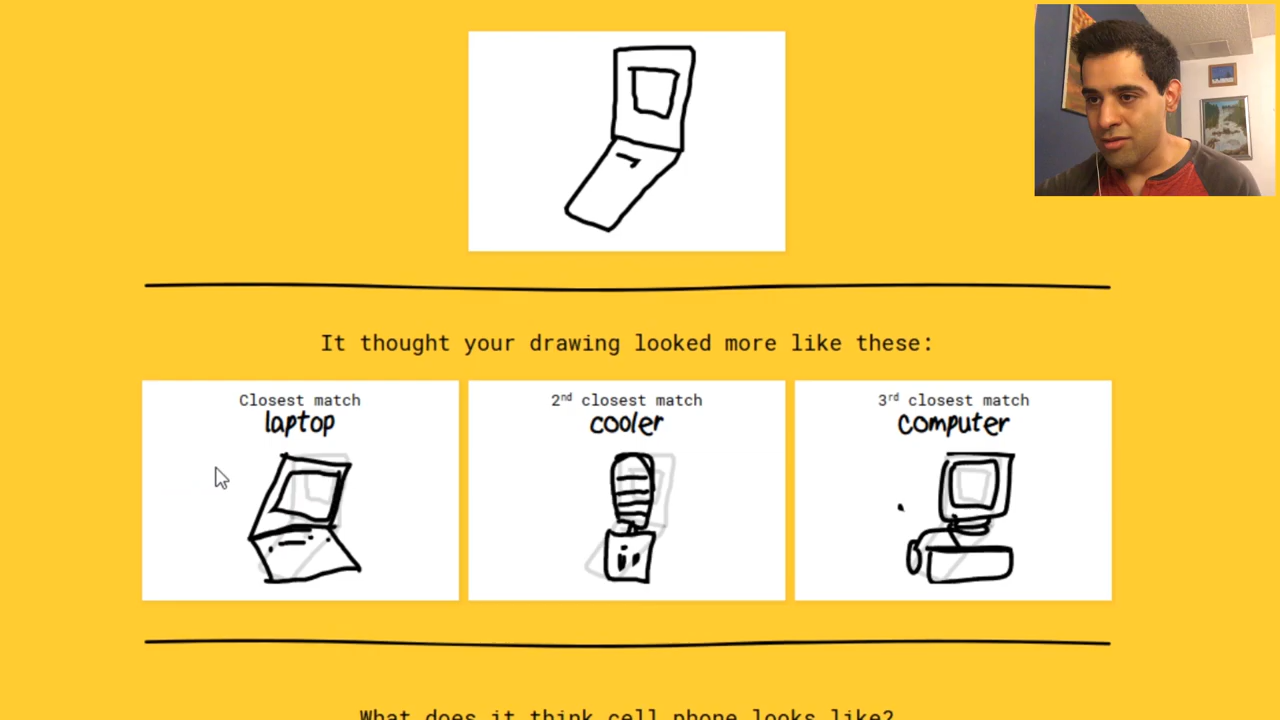 It thought your drawing looked more like these:
Closest match
laptop
2nd closest match
cooler
3rd closest match
computer
What does it think cell phone looks like?